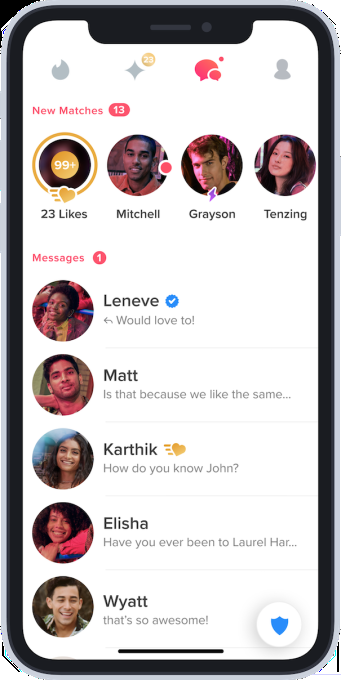 23
New Matches 13
99+
23 Likes Mitchell Grayson Tenzing
Messages 1
Leneve
Would love to!
Matt
Is that because we like the same...
Karthik
How do you know John?
Elisha
Have you ever been to Laurel Har...
Wyatt
that's so awesome!